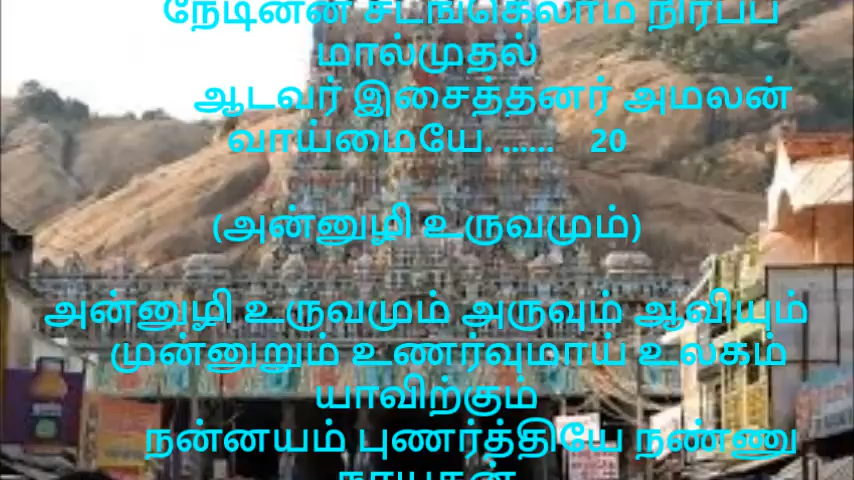 நேடினன் சடங்கெலாம் நிரப்ப
மால்முதல்
ஆடவர் இசைத்தனர் அமலன்
வாய்மையே. ...... 20
(அன்னுழி உருவமும்)
அன்னுழி உருவமும் அருவும் ஆவியும்
முன்னுறும் உணர்வுமாய் உலகம்
யாவிற்கும்
நன்னயம் புணர்த்தியே நண்ணு